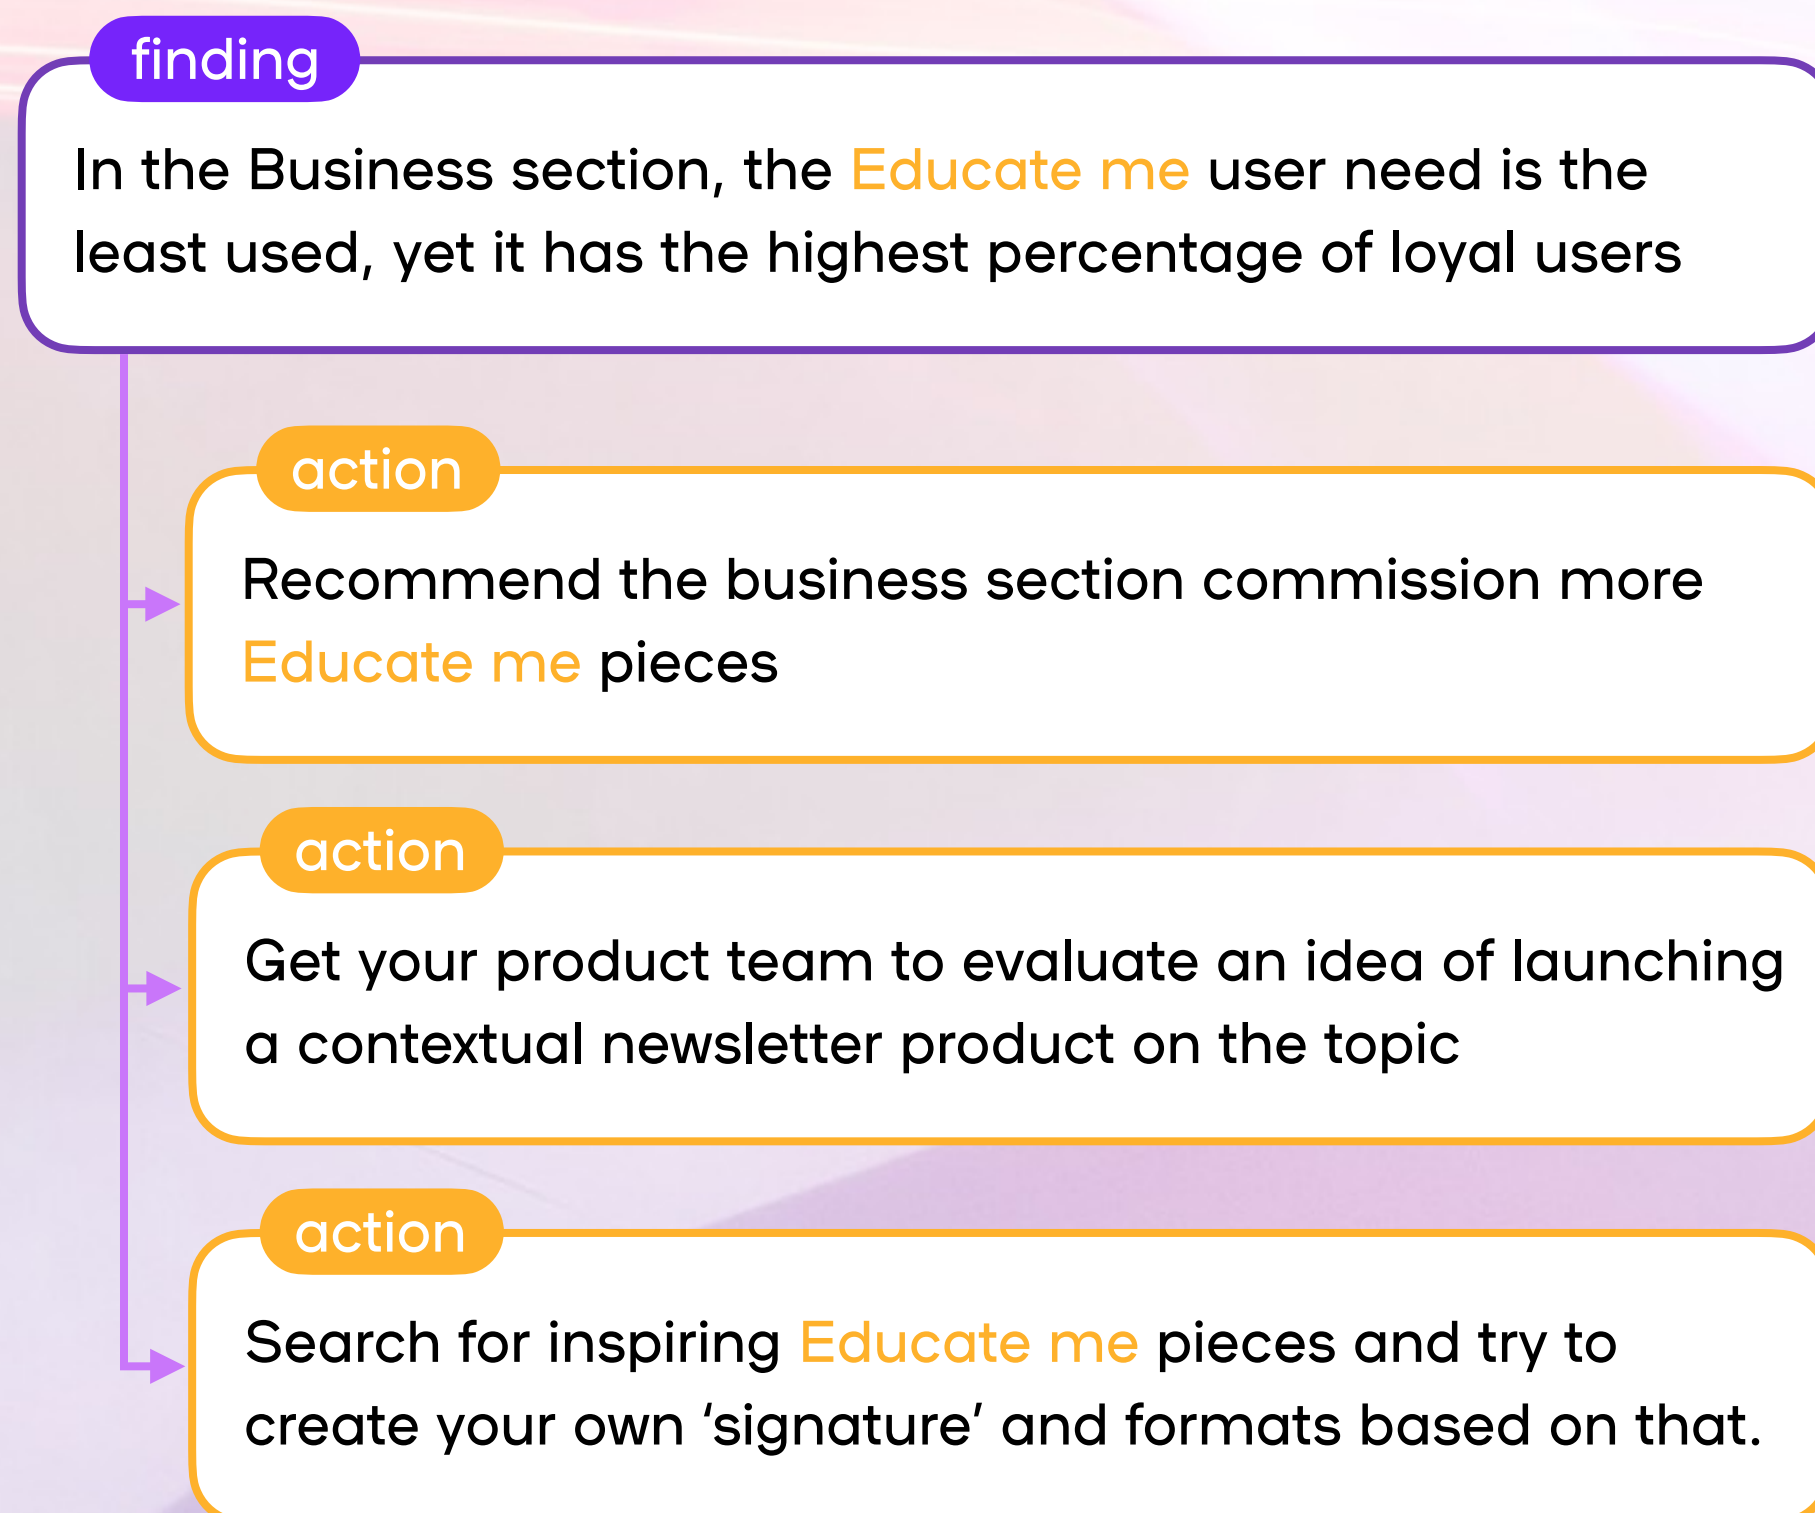 finding
In the Business section, the Educate me user need is the
least used, yet it has the highest percentage of loyal users
action
Recommend the business section commission more
Educate me pieces
action
Get your product team to evaluate an idea of launching
a contextual newsletter product on the topic
action
Search for inspiring Educate me pieces and try to
create your own ‘signature’ and formats based on that.